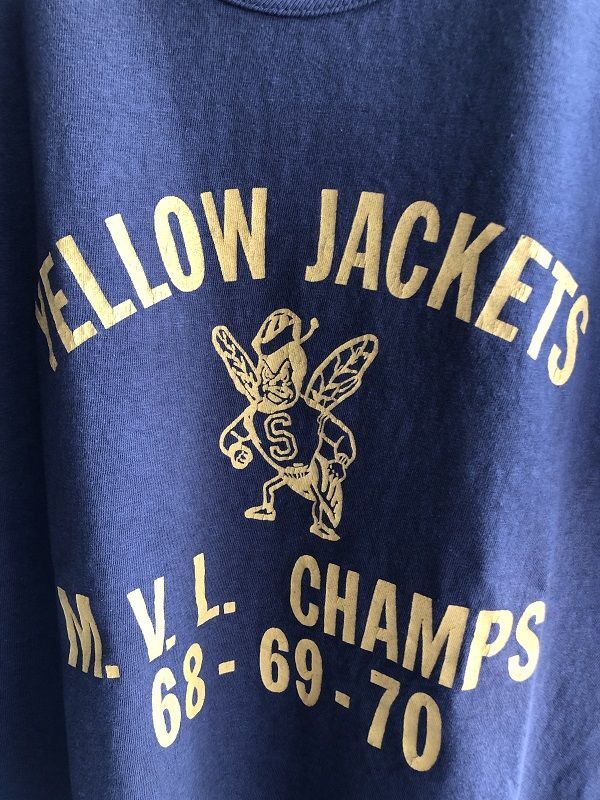 YELLOW JACKETS
S
M. V. L. CHAMPS
68-69-70